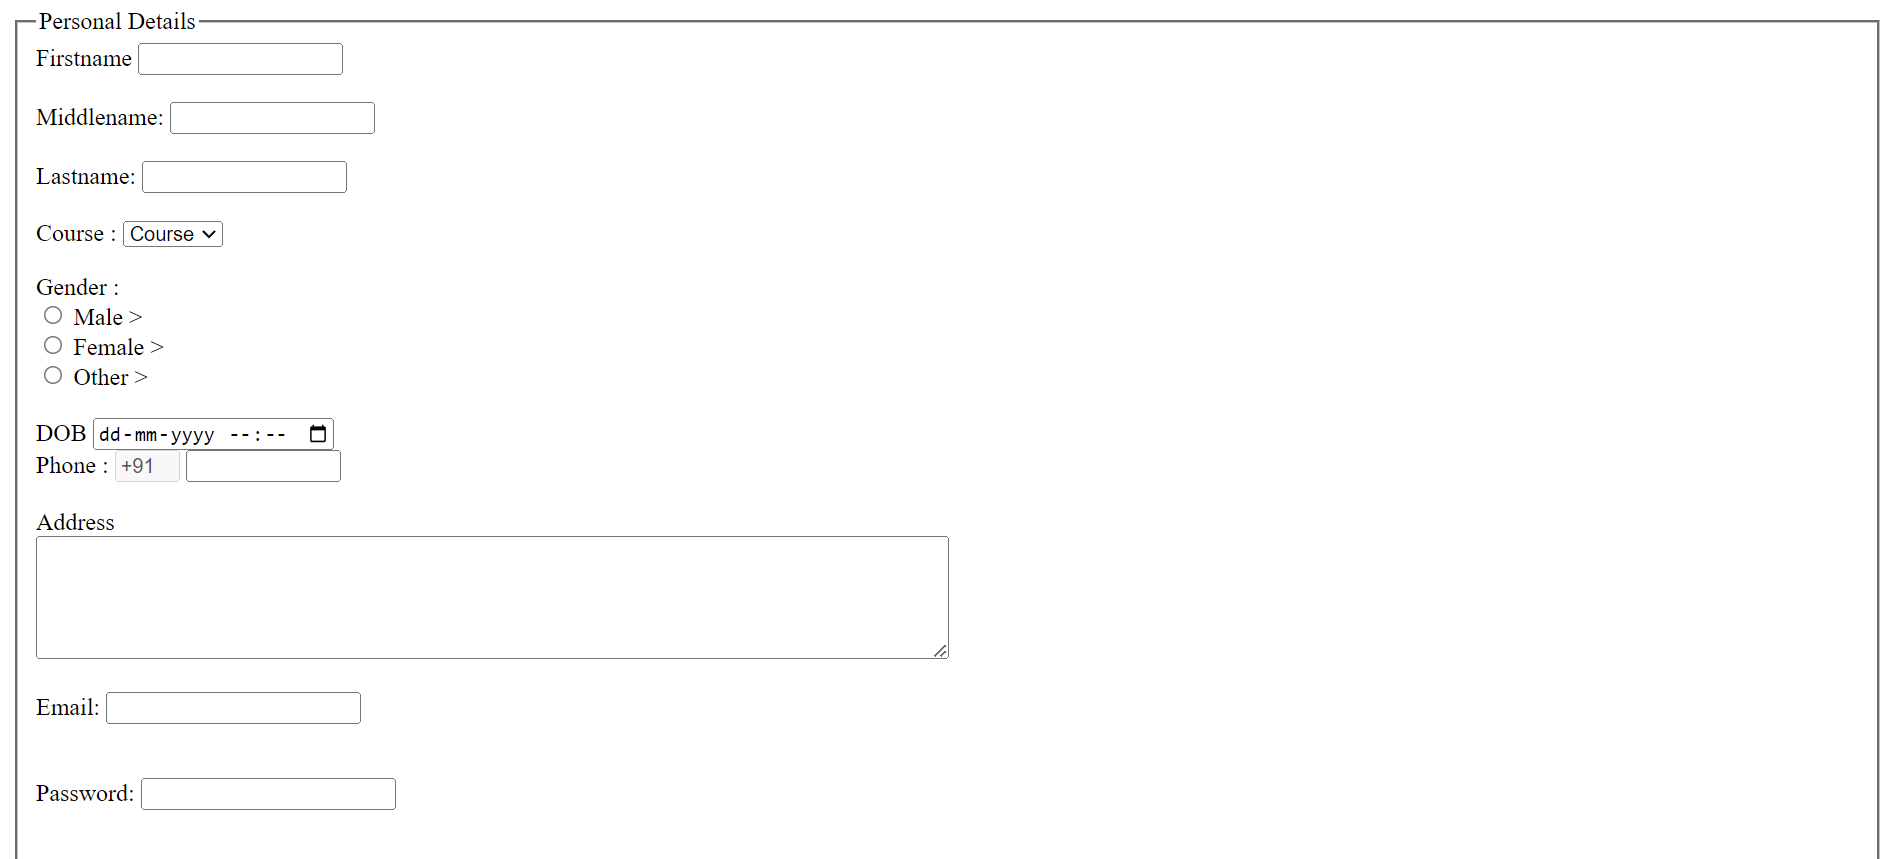 Personal Details
Firstname
Middlename:
Lastname:
Course : Course
Gender :
Male >
Female >
Other >
DOB dd-mm-yyyy --:--
Phone : +91
Address
Email:
Password: